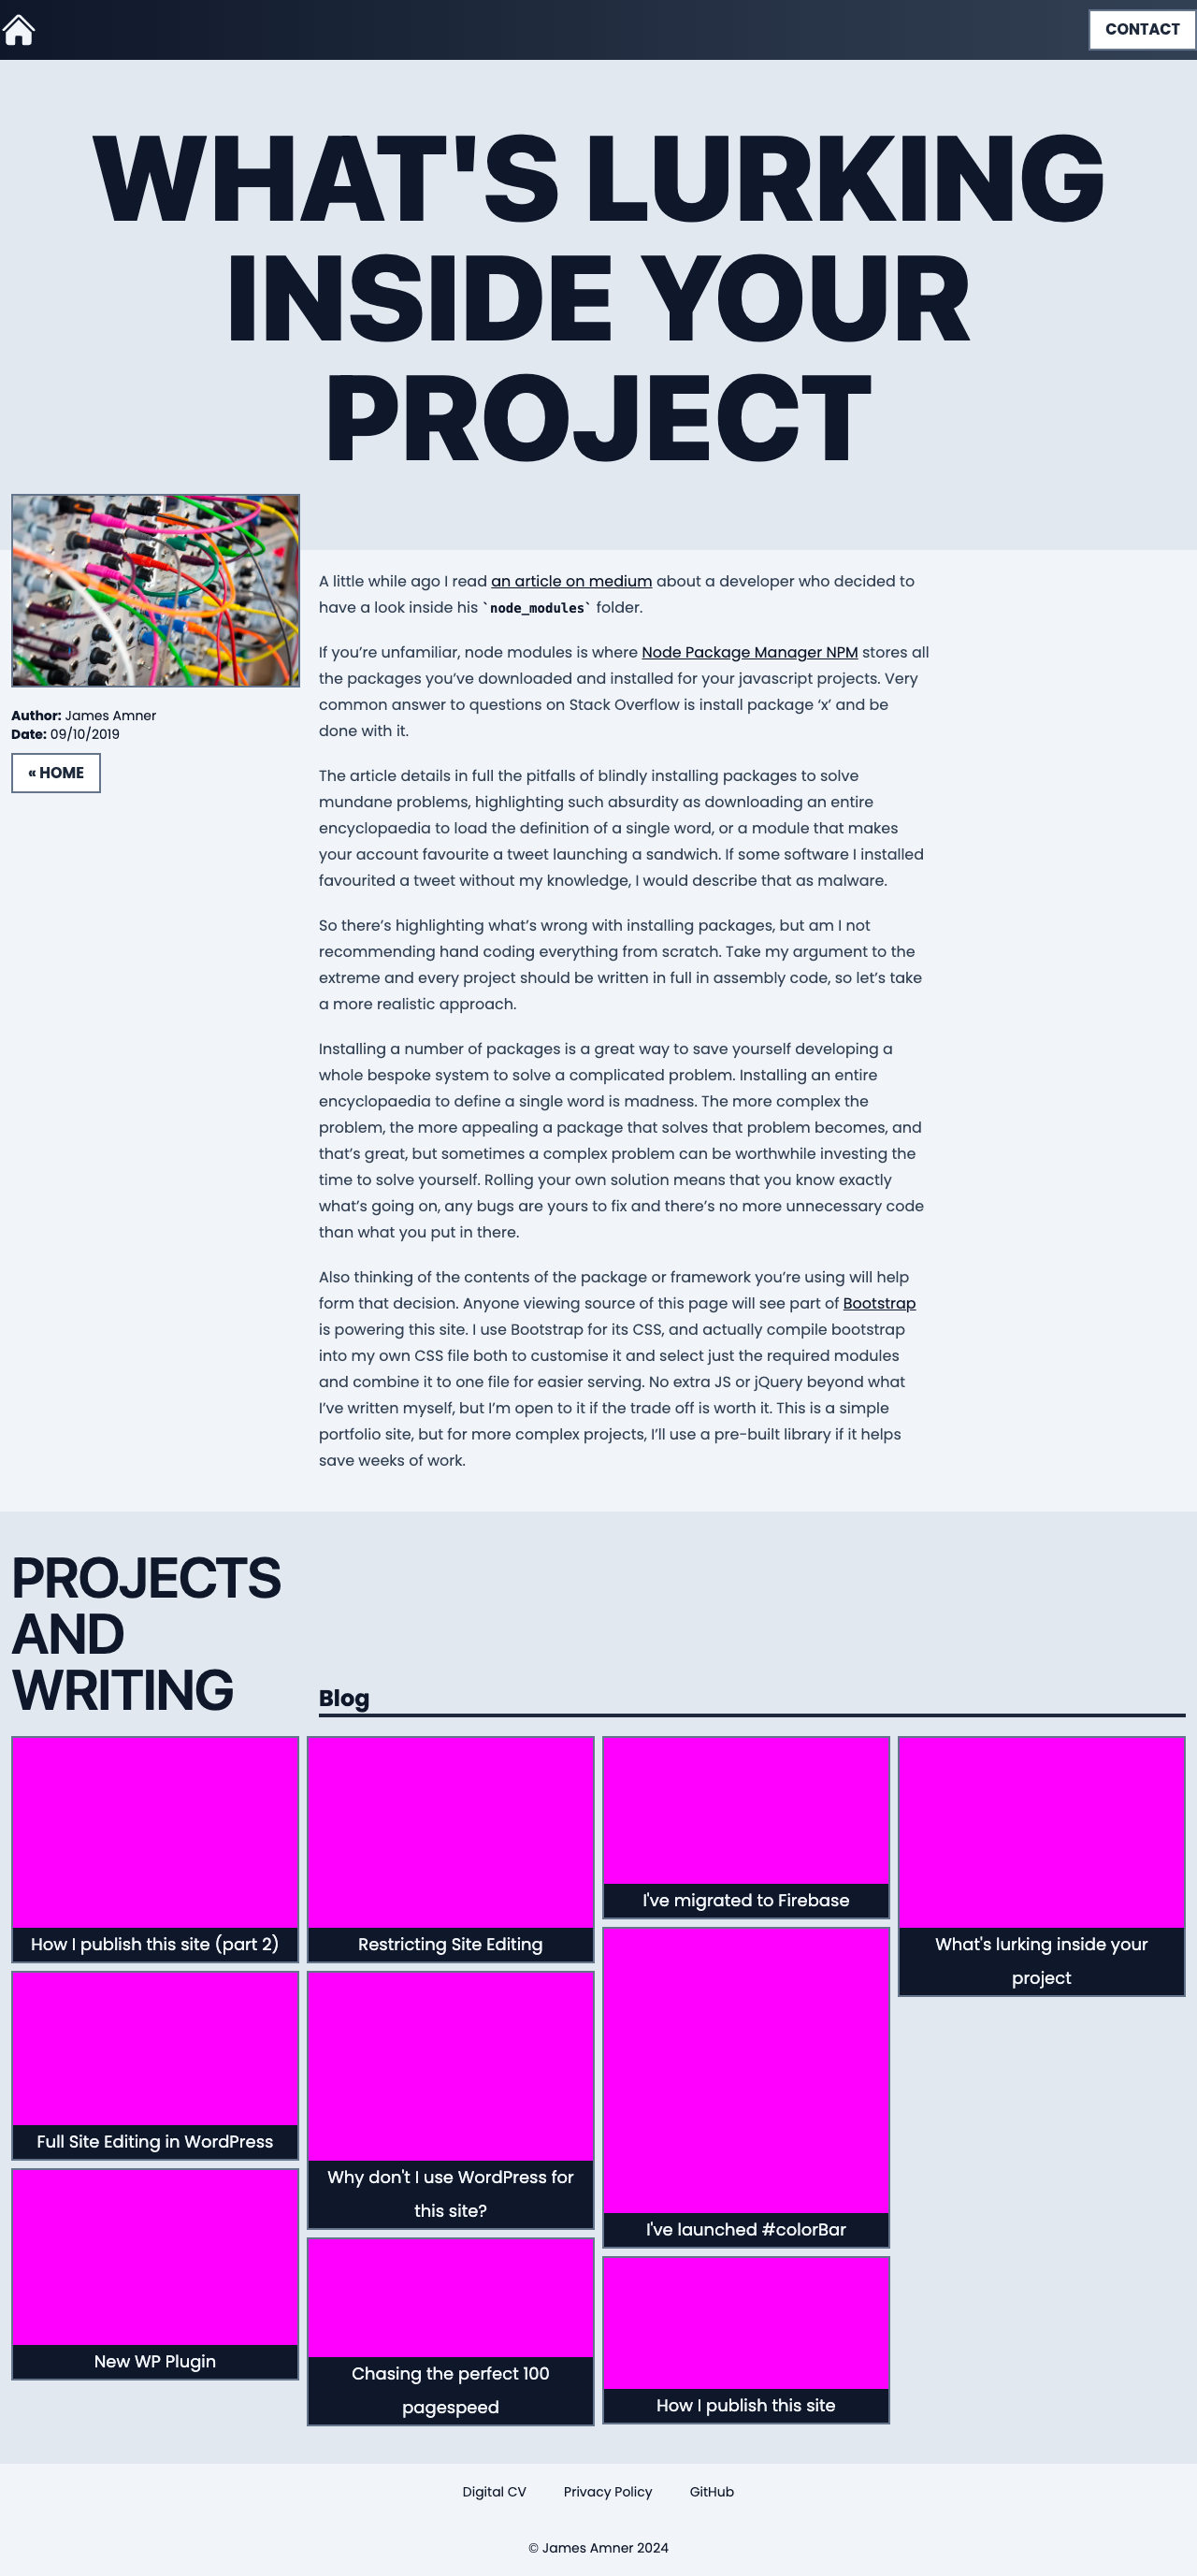 CONTACT
WHAT'S LURKING
INSIDE YOUR
PROJECT
Author: James Amner
Date: 09/10/2019
« HOME
A little while ago I read an article on medium about a developer who decided to
have a look inside his `node_modules` folder.
If you’re unfamiliar, node modules is where Node Package Manager NPM stores all
the packages you’ve downloaded and installed for your javascript projects. Very
common answer to questions on Stack Overflow is install package ‘x’ and be
done with it.
The article details in full the pitfalls of blindly installing packages to solve
mundane problems, highlighting such absurdity as downloading an entire
encyclopaedia to load the definition of a single word, or a module that makes
your account favourite a tweet launching a sandwich. If some software I installed
favourited a tweet without my knowledge, I would describe that as malware.
So there’s highlighting what’s wrong with installing packages, but am I not
recommending hand coding everything from scratch. Take my argument to the
extreme and every project should be written in full in assembly code, so let’s take
a more realistic approach.
Installing a number of packages is a great way to save yourself developing a
whole bespoke system to solve a complicated problem. Installing an entire
encyclopaedia to define a single word is madness. The more complex the
problem, the more appealing a package that solves that problem becomes, and
that’s great, but sometimes a complex problem can be worthwhile investing the
time to solve yourself. Rolling your own solution means that you know exactly
what’s going on, any bugs are yours to fix and there’s no more unnecessary code
than what you put in there.
Also thinking of the contents of the package or framework you’re using will help
form that decision. Anyone viewing source of this page will see part of Bootstrap
is powering this site. I use Bootstrap for its CSS, and actually compile bootstrap
into my own CSS file both to customise it and select just the required modules
and combine it to one file for easier serving. No extra JS or jQuery beyond what
I’ve written myself, but I’m open to it if the trade off is worth it. This is a simple
portfolio site, but for more complex projects, I’ll use a pre-built library if it helps
save weeks of work.
PROJECTS
AND
WRITING
Blog
How I publish this site (part 2)
Full Site Editing in WordPress
New WP Plugin
Restricting Site Editing
Why don't I use WordPress for
this site?
Chasing the perfect 100
pagespeed
I've migrated to Firebase
I've launched #colorBar
How I publish this site
What's lurking inside your
project
Digital CV
Privacy Policy
GitHub
© James Amner 2024